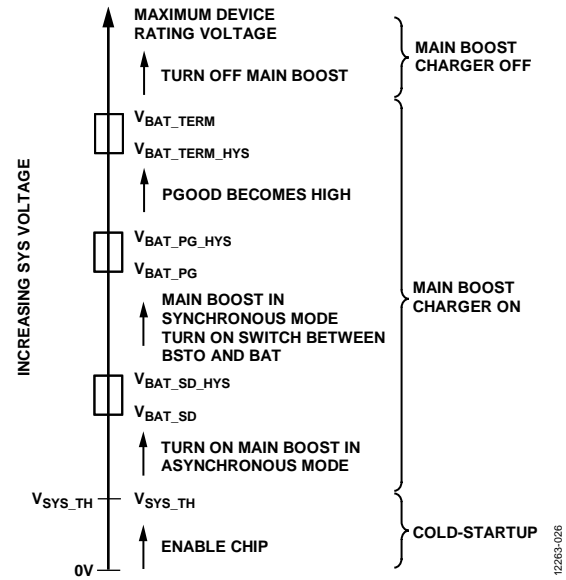 MAXIMUM DEVICE
RATING VOLTAGE
TURN OFF MAIN BOOST
MAIN BOOST
CHARGER OFF
VBAT_TERM
VBAT_TERM_HYS
PGOOD BECOMES HIGH
VBAT_PG_HYS
VBAT_PG
MAIN BOOST IN
SYNCHRONOUS MODE
TURN ON SWITCH BETWEEN
BSTO AND BAT
MAIN BOOST
CHARGER ON
VBAT_SD_HYS
VBAT_SD
TURN ON MAIN BOOST IN
ASYNCHRONOUS MODE
VSYS_TH
VSYS_TH
ENABLE CHIP
COLD-STARTUP
0V
INCREASING SYS VOLTAGE
12263-026